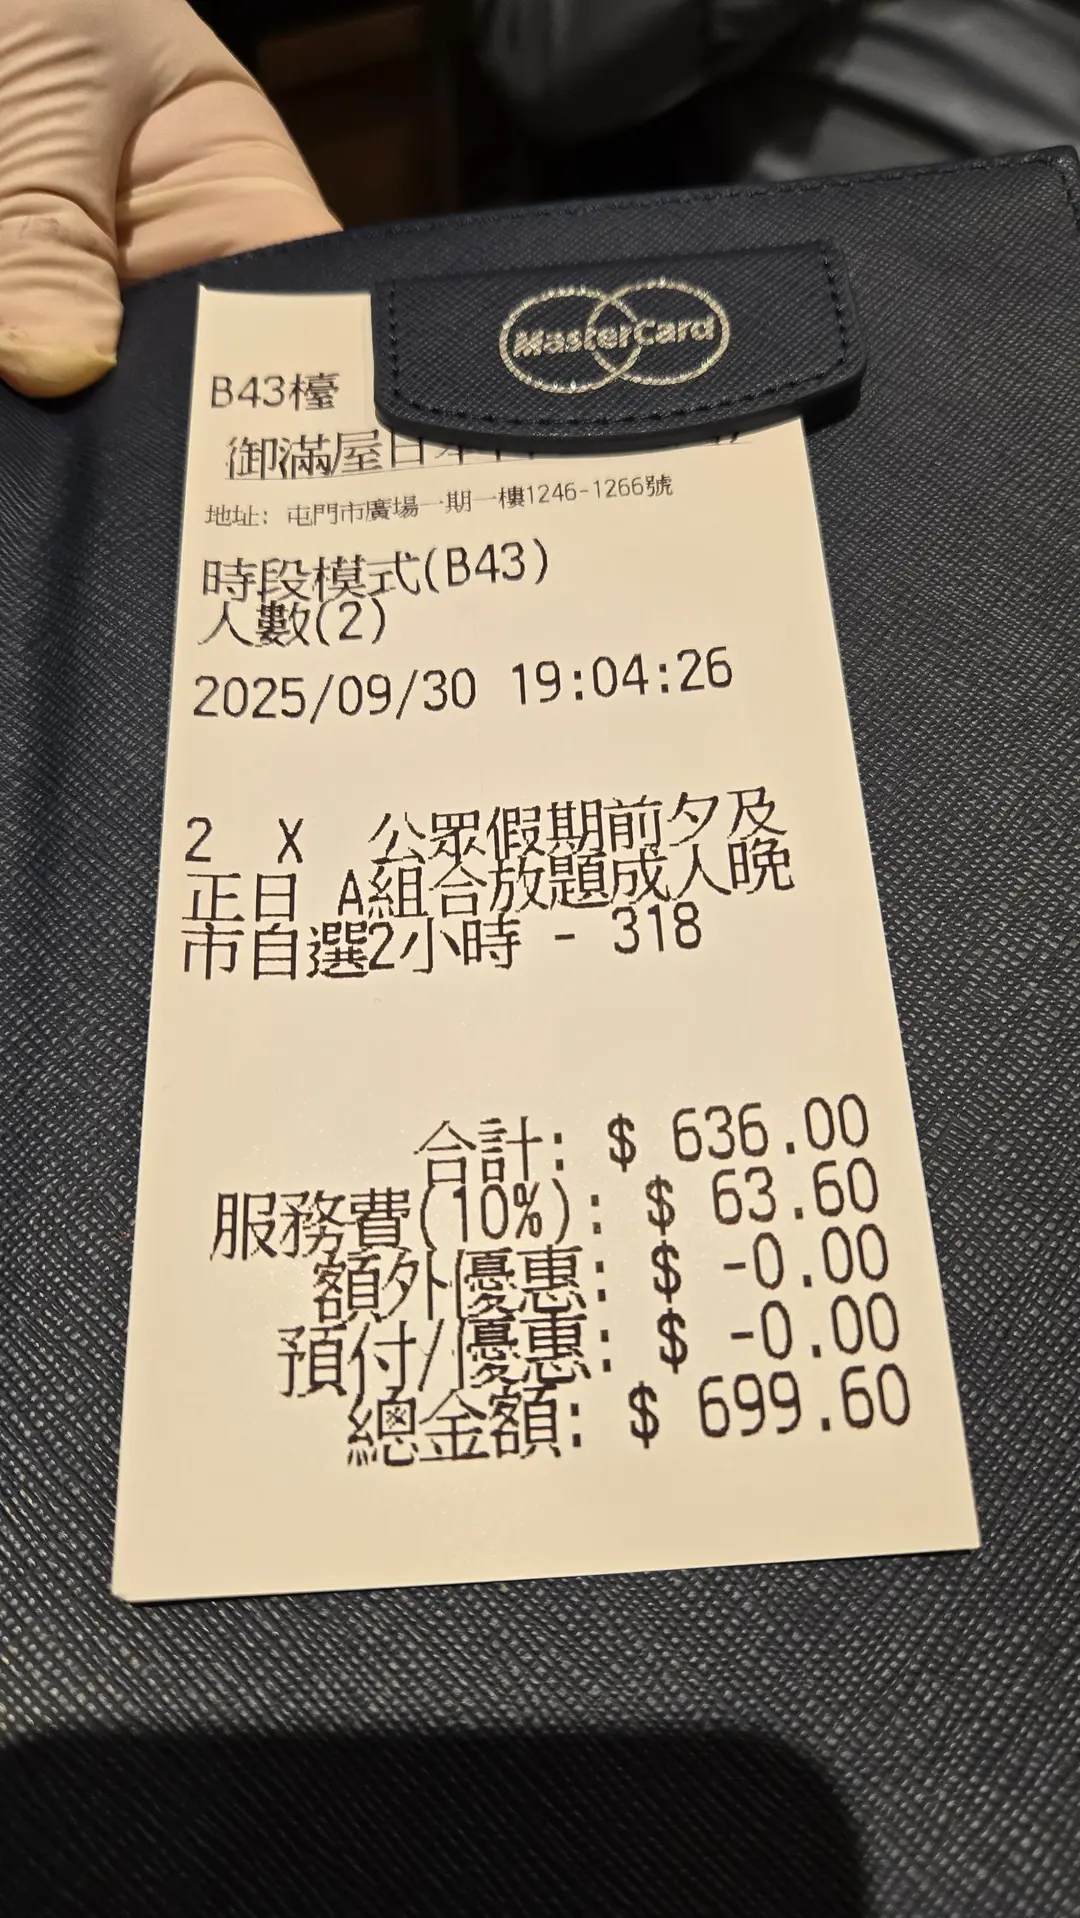 MasterCard
B43檯
御滿屋日本
地址: 屯門市廣場一期一樓1246-1266號
時段模式(B43)
人數(2)
2025/09/30 19:04:26
2 X 公眾假期前夕及
正日 A組合放題成人晚
市自選2小時 - 318
合計: $ 636.00
服務費(10%): $ 63.60
額外優惠: $ -0.00
預付/優惠: $ -0.00
總金額: $ 699.60